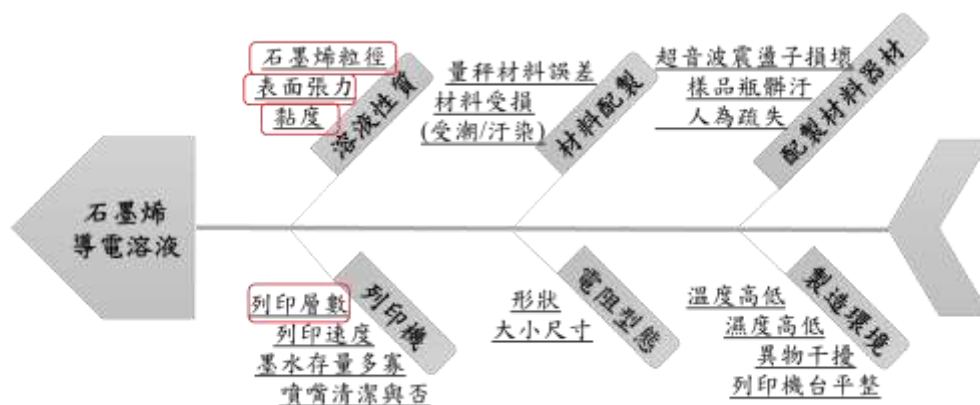 石墨烯粒徑
表面張力
黏度
溶液性質
量秤材料誤差
材料受損
(受潮/汙染)
材料配製
超音波震盪子損壞
樣品瓶髒汙
人為疏失
配製材料器材
石墨烯
導電溶液
列印層數
列印速度
墨水存量多寡
噴嘴清潔與否
列印機
形狀
大小尺寸
電阻型態
溫度高低
濕度高低
異物干擾
列印機台平整
製造環境